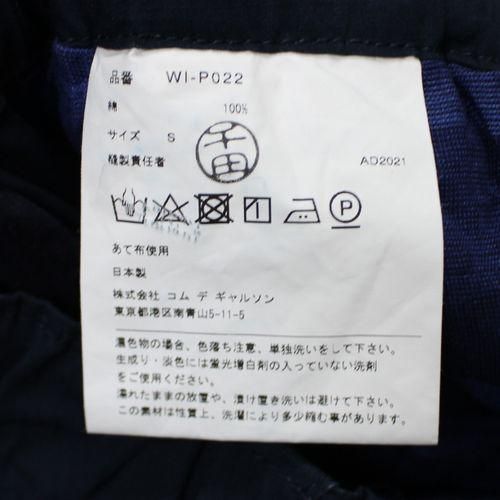 品番 WI-P022
綿 100%
サイズ S
千田
縫製責任者 AD2021
P
あて布使用
日本製
株式会社 コム デ ギャルソン
東京都港区南青山5-11-5
濃色物の場合、色落ち注意、単独洗いをして下さい。
生成り・淡色には蛍光増白剤の入っていない洗剤
をご使用ください。
濡れたままの放置や、漬け置き洗いは避けて下さい。
この素材は性質上、洗濯により多少縮む事が有ります。